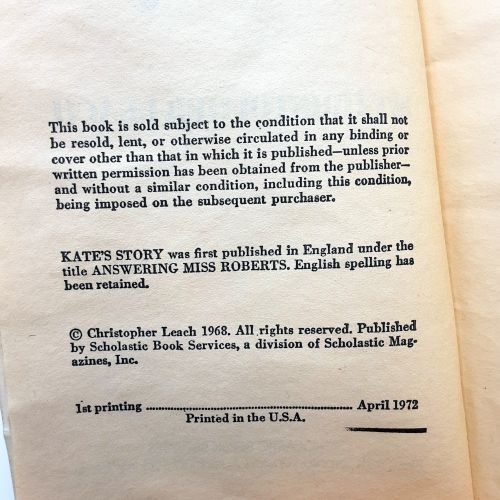 This book is sold subject to the condition that it shall not
be resold, lent, or otherwise circulated in any binding or
cover other than that in which it is published—unless prior
written permission has been obtained from the publisher—
and without a similar condition, including this condition,
being imposed on the subsequent purchaser.
KATE'S STORY was first published in England under the
title ANSWERING MISS ROBERTS. English spelling has
been retained.
© Christopher Leach 1968. All rights reserved. Published
by Scholastic Book Services, a division of Scholastic Mag-
azines, Inc.
1st printing ........................................................ April 1972
Printed in the U.S.A.